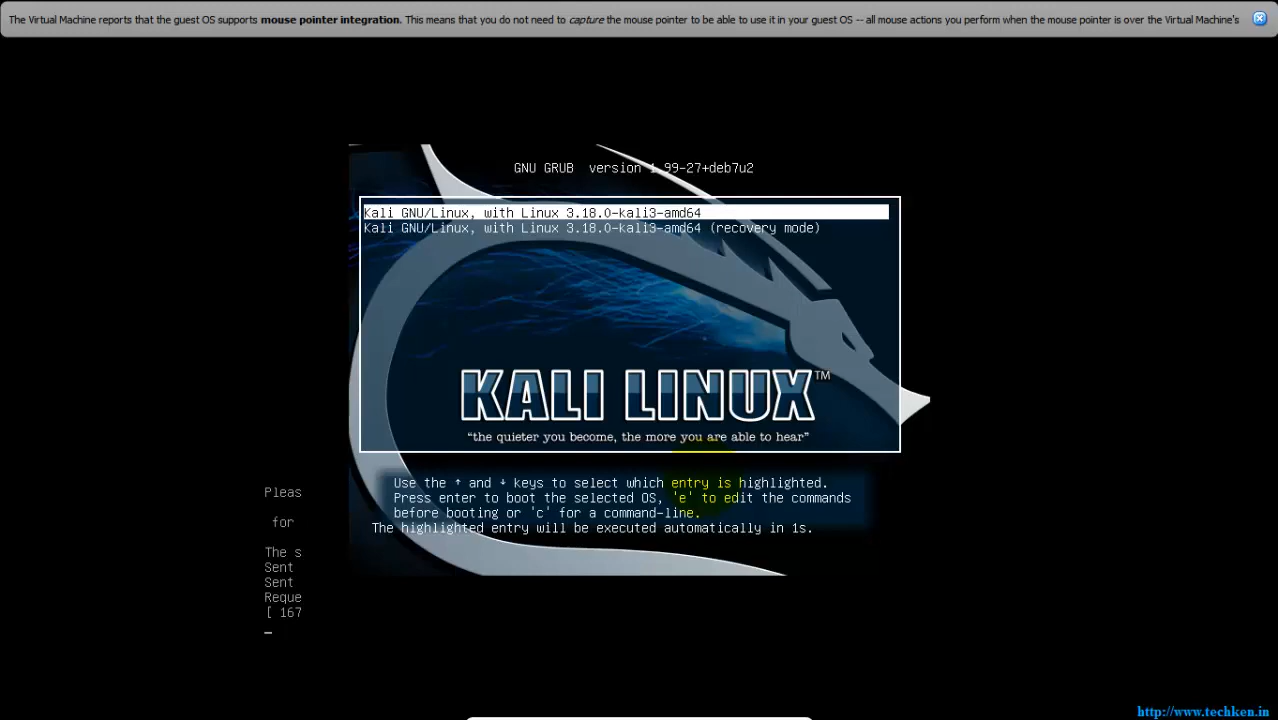 The Virtual Machine reports that the guest OS supports mouse pointer integration. This means that you do not need to capture the mouse pointer to be able to use it in your guest OS -- all mouse actions you perform when the mouse pointer is over the Virtual Machine's
GNU GRUB version 1.99-27+deb7u2
Kali GNU/Linux, with Linux 3.18.0-kali3-amd64
Kali GNU/Linux, with Linux 3.18.0-kali3-amd64 (recovery mode)
KALI LINUX™
“the quieter you become, the more you are able to hear”
Use the ↑ and ↓ keys to select which entry is highlighted.
Press enter to boot the selected OS, 'e' to edit the commands
before booting or 'c' for a command-line.
The highlighted entry will be executed automatically in 1s.
Pleas
for
The s
Sent
Sent
Reque
[ 167
http://www.techken.in